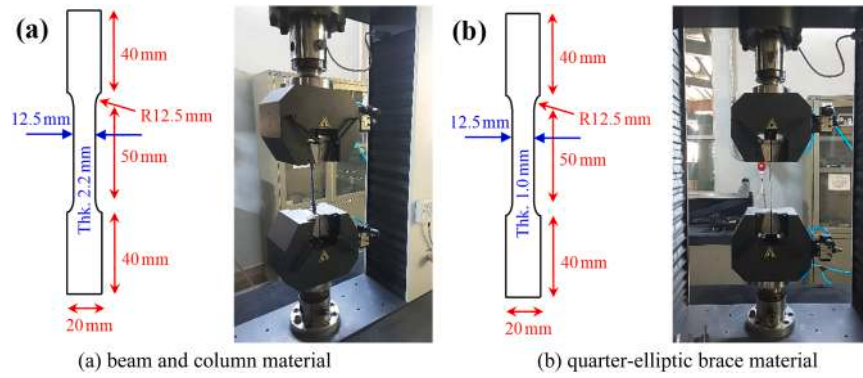 (a)
40 mm
R12.5 mm
12.5 mm
50 mm
Thk. 2.2 mm
40 mm
20 mm
(b)
40 mm
R12.5 mm
12.5 mm
50 mm
Thk. 1.0 mm
40 mm
20 mm
(a) beam and column material
(b) quarter-elliptic brace material